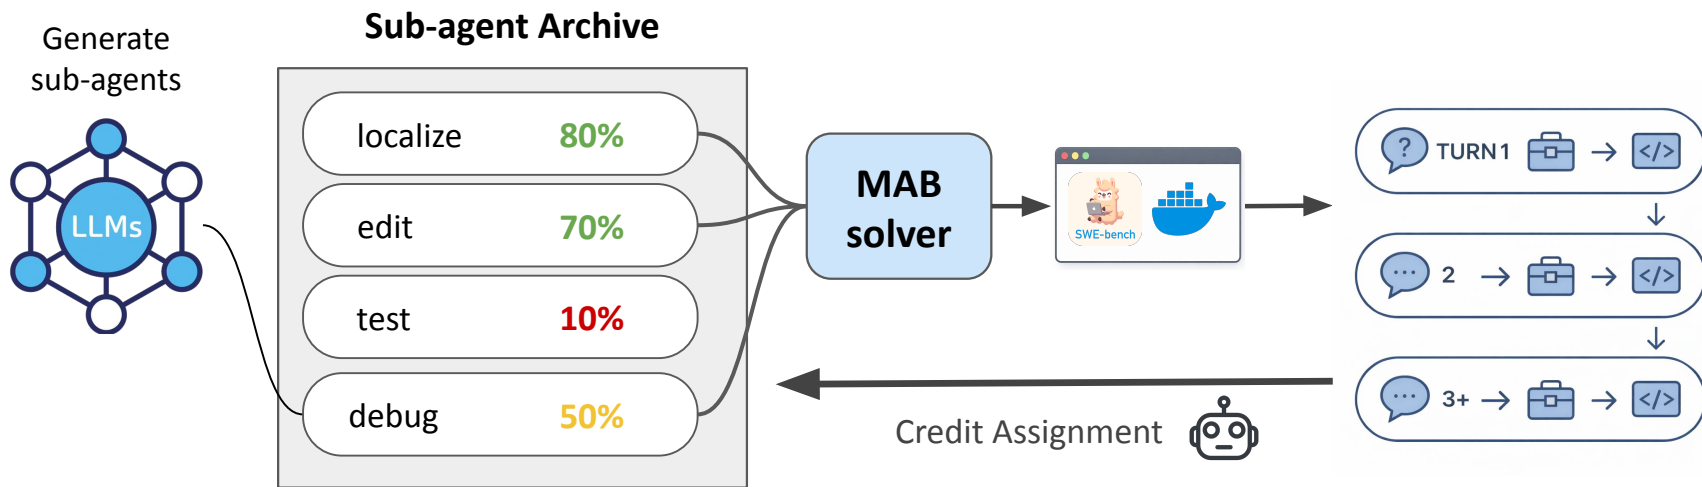 Generate
sub-agents
LLMs
Sub-agent Archive
localize 80%
edit 70%
test 10%
debug 50%
MAB
solver
SWE-bench
? TURN 1 </>
... 2 </>
... 3+ </>
Credit Assignment